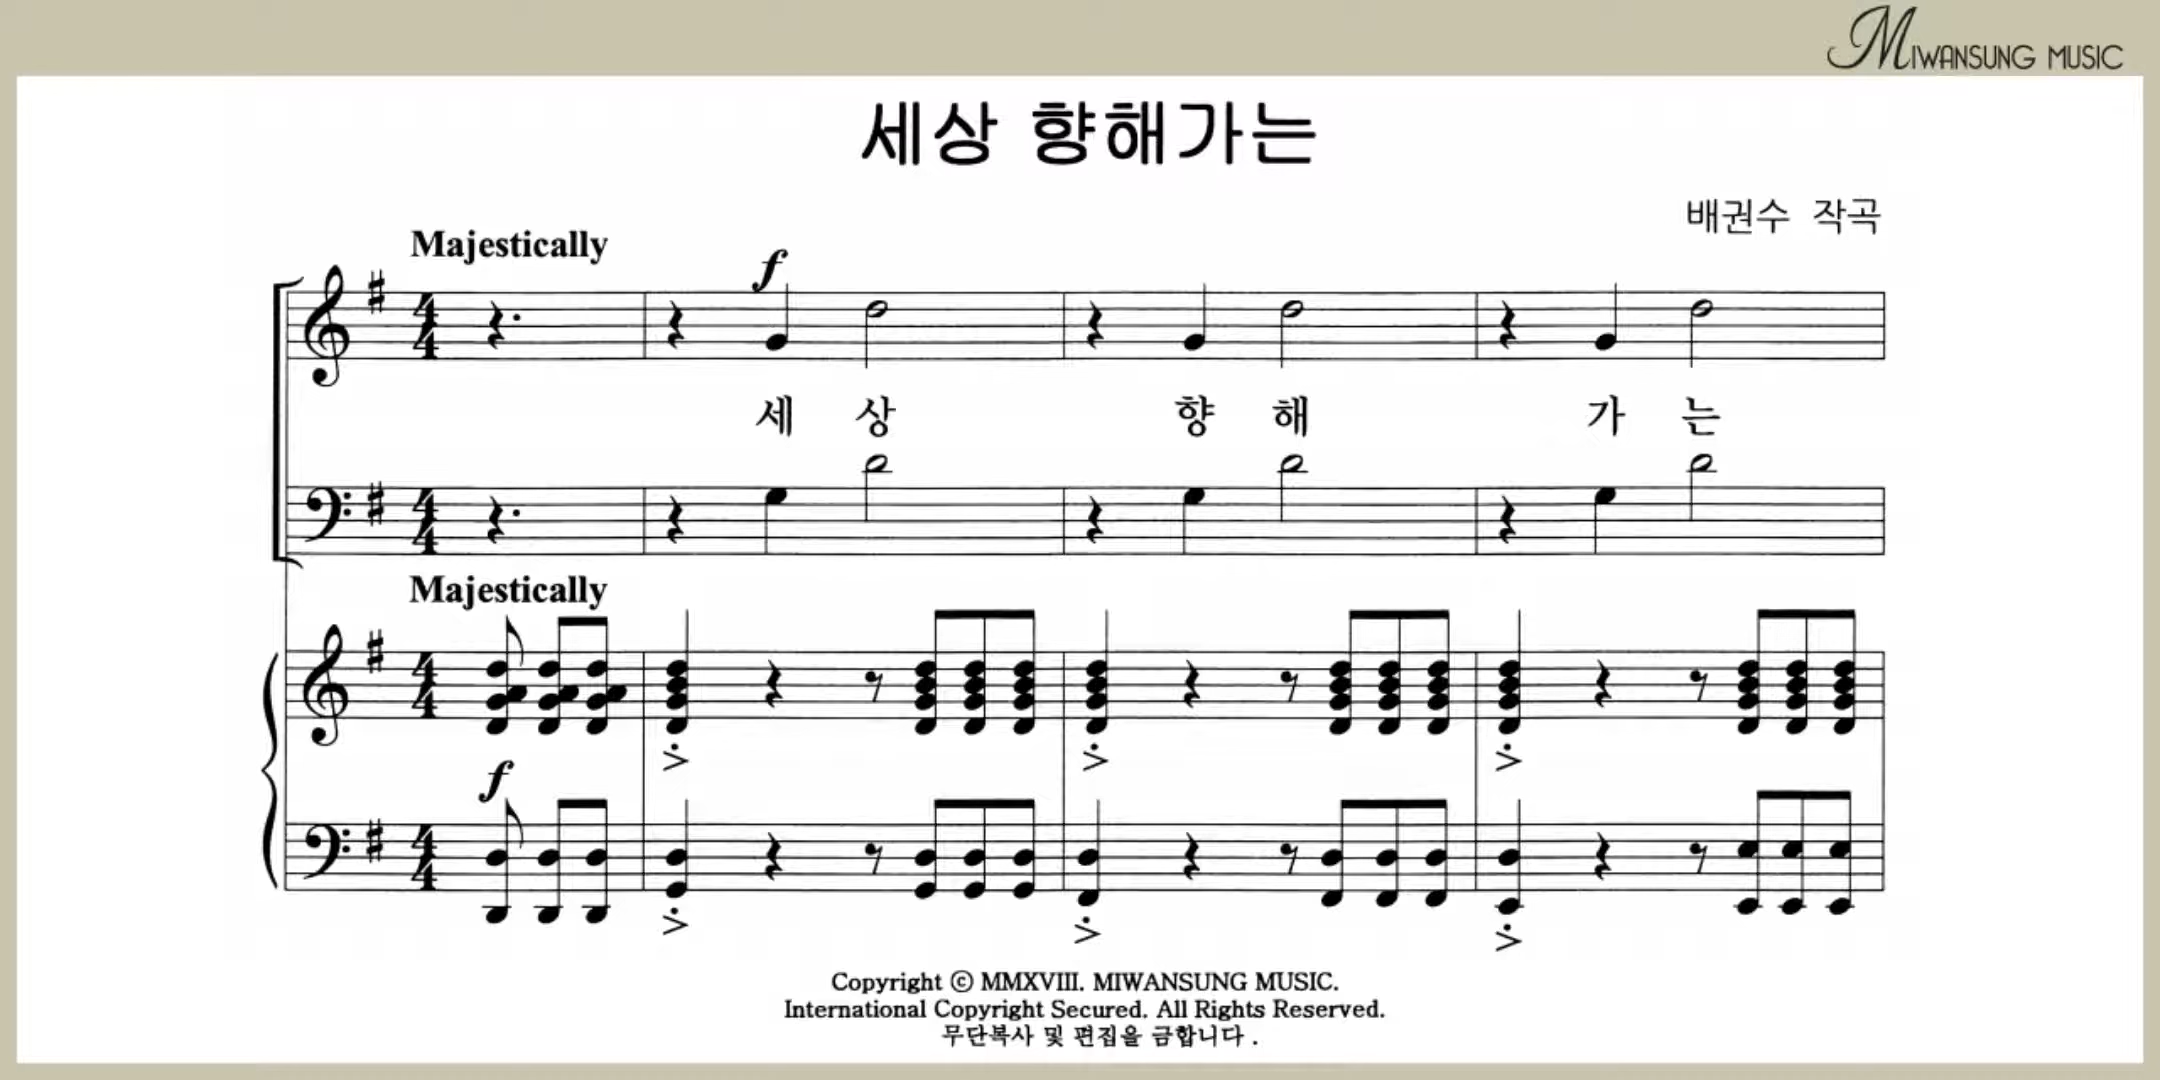 MIWANSUNG MUSIC
세상 향해가는
배권수 작곡
Majestically
f
세 상 향 해 가 는
Majestically
f
Copyright ⓒ MMXVIII. MIWANSUNG MUSIC.
International Copyright Secured. All Rights Reserved.
무단복사 및 편집을 금합니다 .